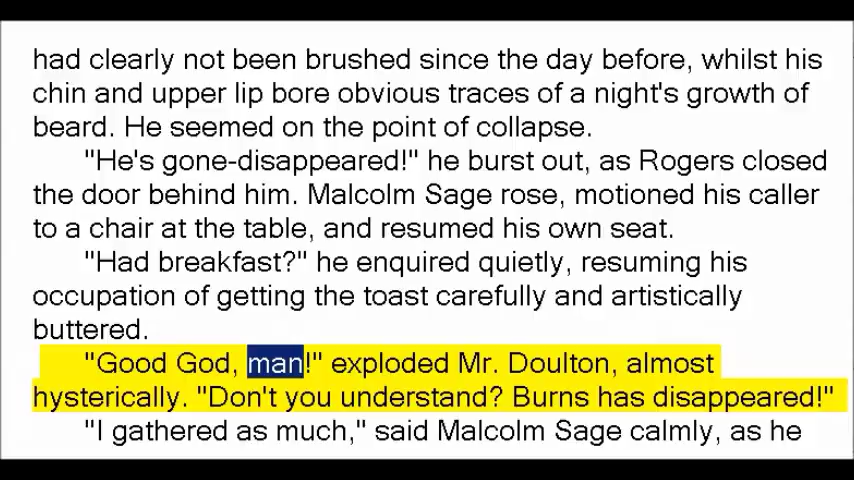 had clearly not been brushed since the day before, whilst his
chin and upper lip bore obvious traces of a night's growth of
beard. He seemed on the point of collapse.
"He's gone-disappeared!" he burst out, as Rogers closed
the door behind him. Malcolm Sage rose, motioned his caller
to a chair at the table, and resumed his own seat.
"Had breakfast?" he enquired quietly, resuming his
occupation of getting the toast carefully and artistically
buttered.
"Good God, man!" exploded Mr. Doulton, almost
hysterically. "Don't you understand? Burns has disappeared!"
"I gathered as much," said Malcolm Sage calmly, as he